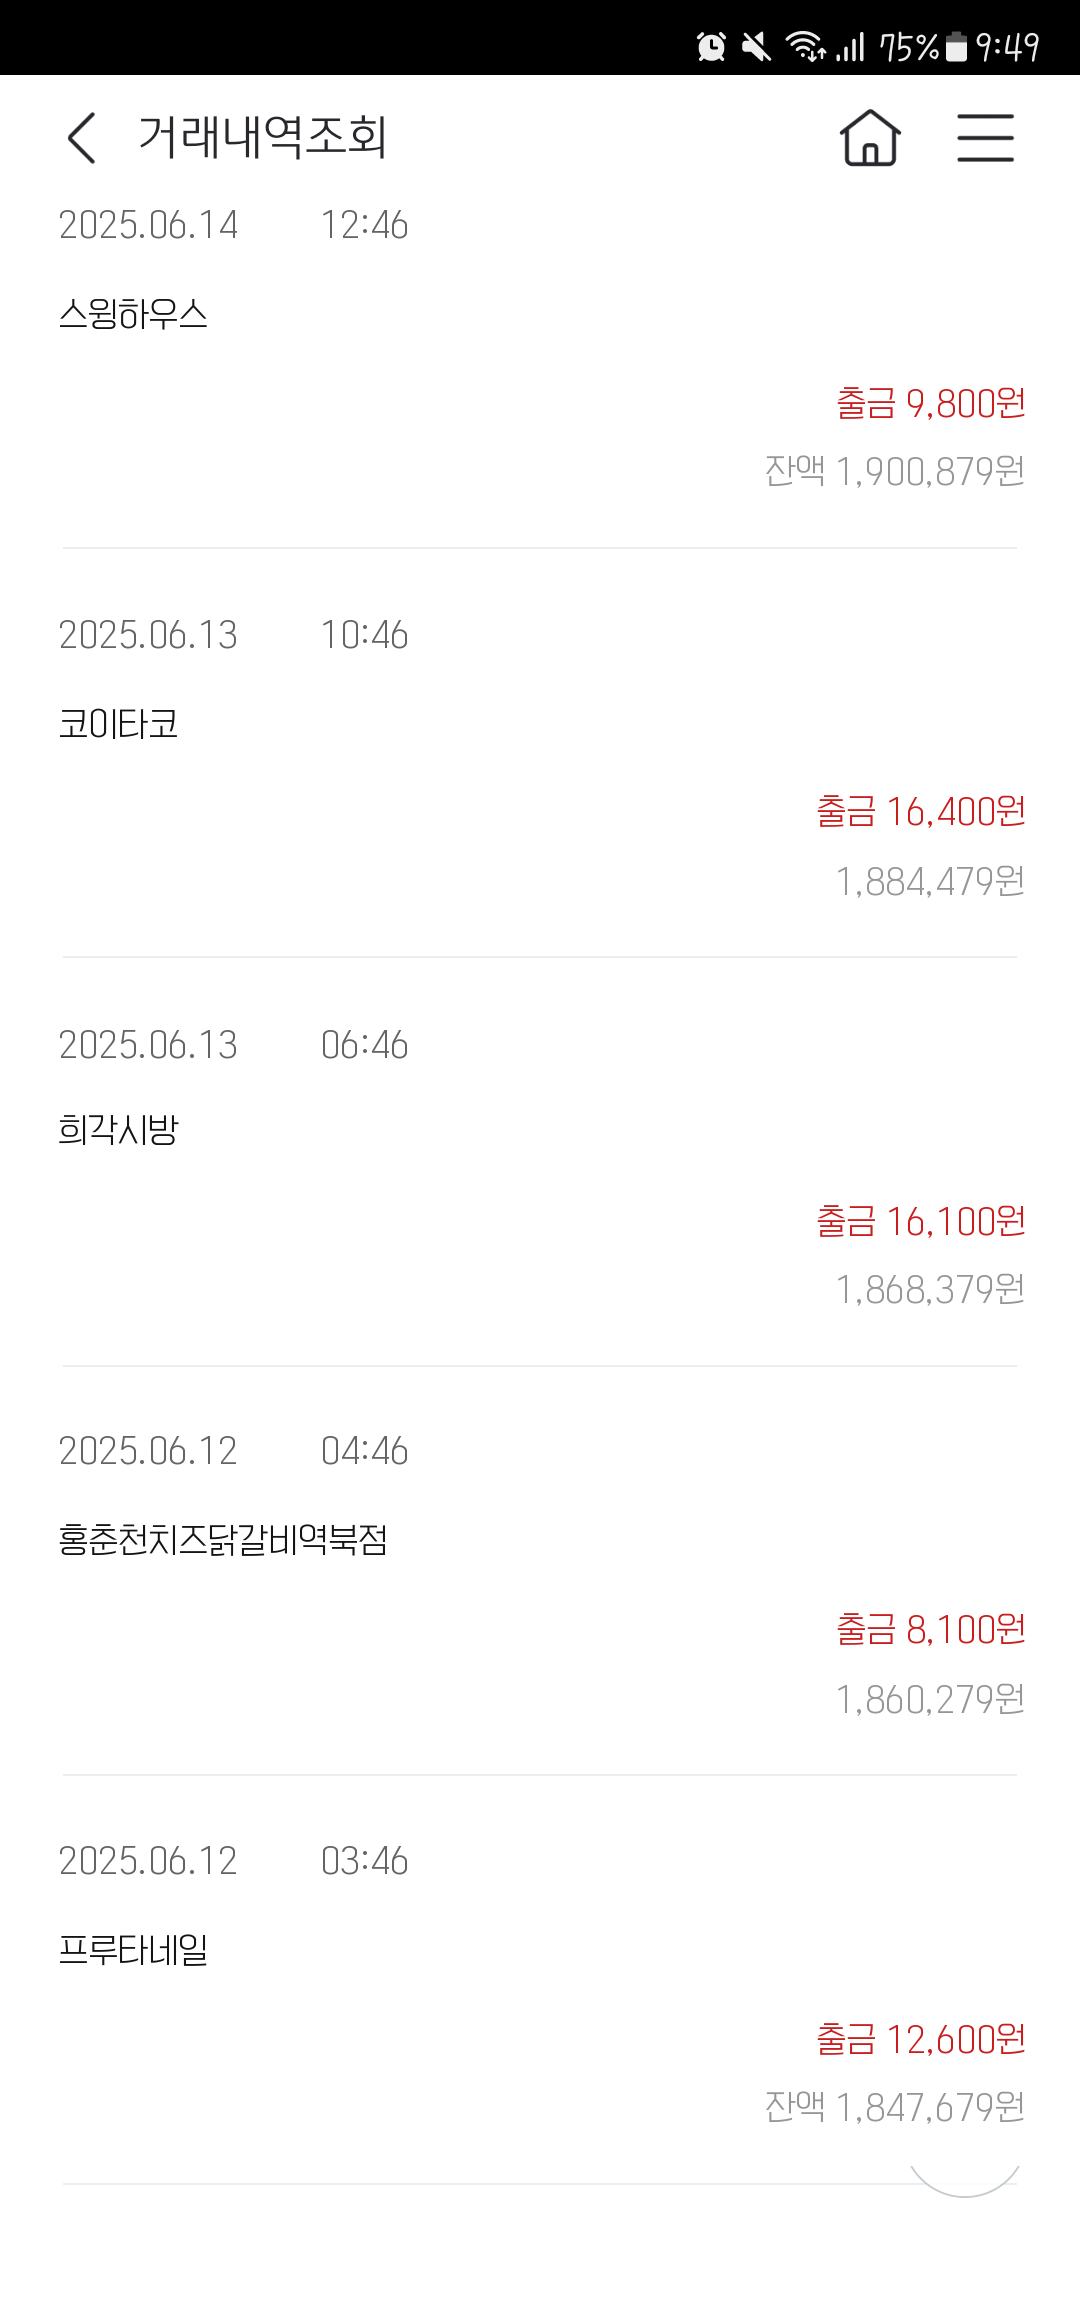 75% 9:49
거래내역조회
2025.06.14 12:46
스윙하우스
출금 9,800원
잔액 1,900,879원
2025.06.13 10:46
코이타코
출금 16,400원
1,884,479원
2025.06.13 06:46
희각시방
출금 16,100원
1,868,379원
2025.06.12 04:46
홍춘천치즈닭갈비역북점
출금 8,100원
1,860,279원
2025.06.12 03:46
프루타네일
출금 12,600원
잔액 1,847,679원